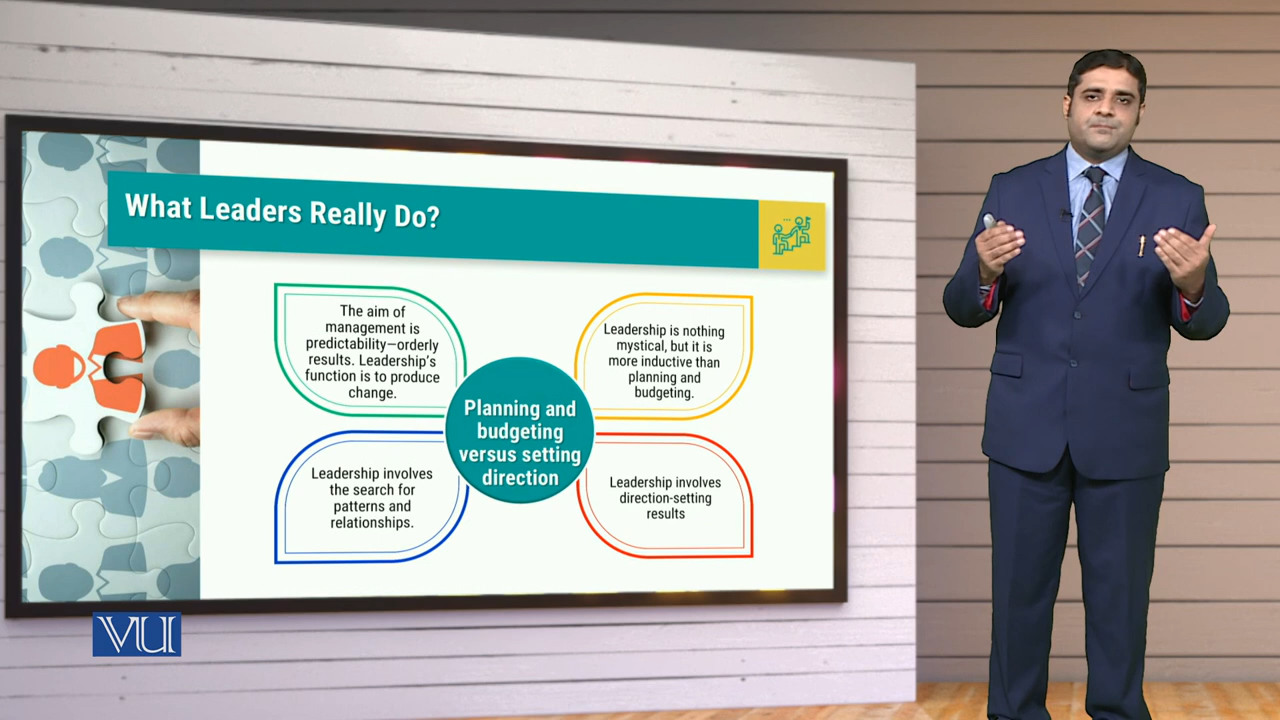 What Leaders Really Do?
The aim of
management is
predictability—orderly
results. Leadership's
function is to produce
change.
Leadership is nothing
mystical, but it is
more inductive than
planning and
budgeting.
Planning and
budgeting
versus setting
direction
Leadership involves
the search for
patterns and
relationships.
Leadership involves
direction-setting
results
VU